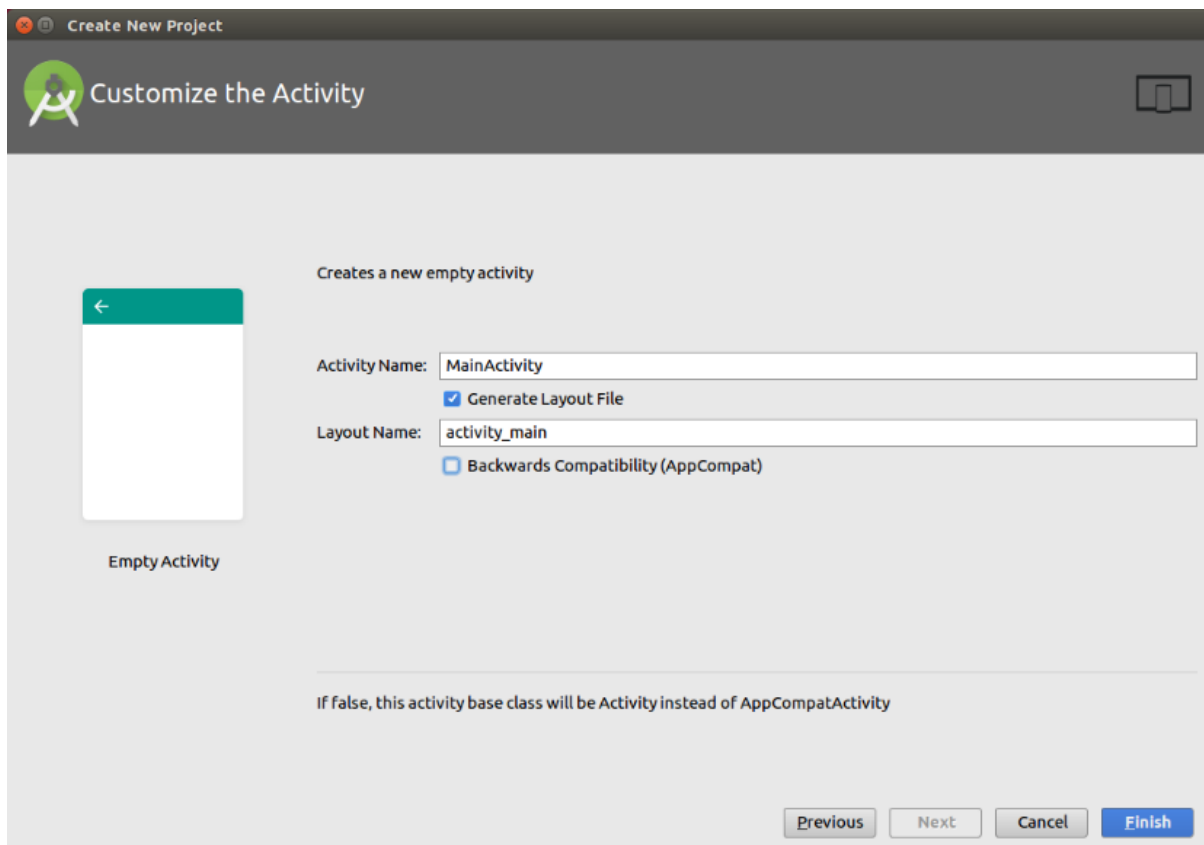 Create New Project
Customize the Activity
Creates a new empty activity
Activity Name: MainActivity
Generate Layout File
Layout Name: activity_main
Backwards Compatibility (AppCompat)
Empty Activity
If false, this activity base class will be Activity instead of AppCompatActivity
Previous Next Cancel Finish